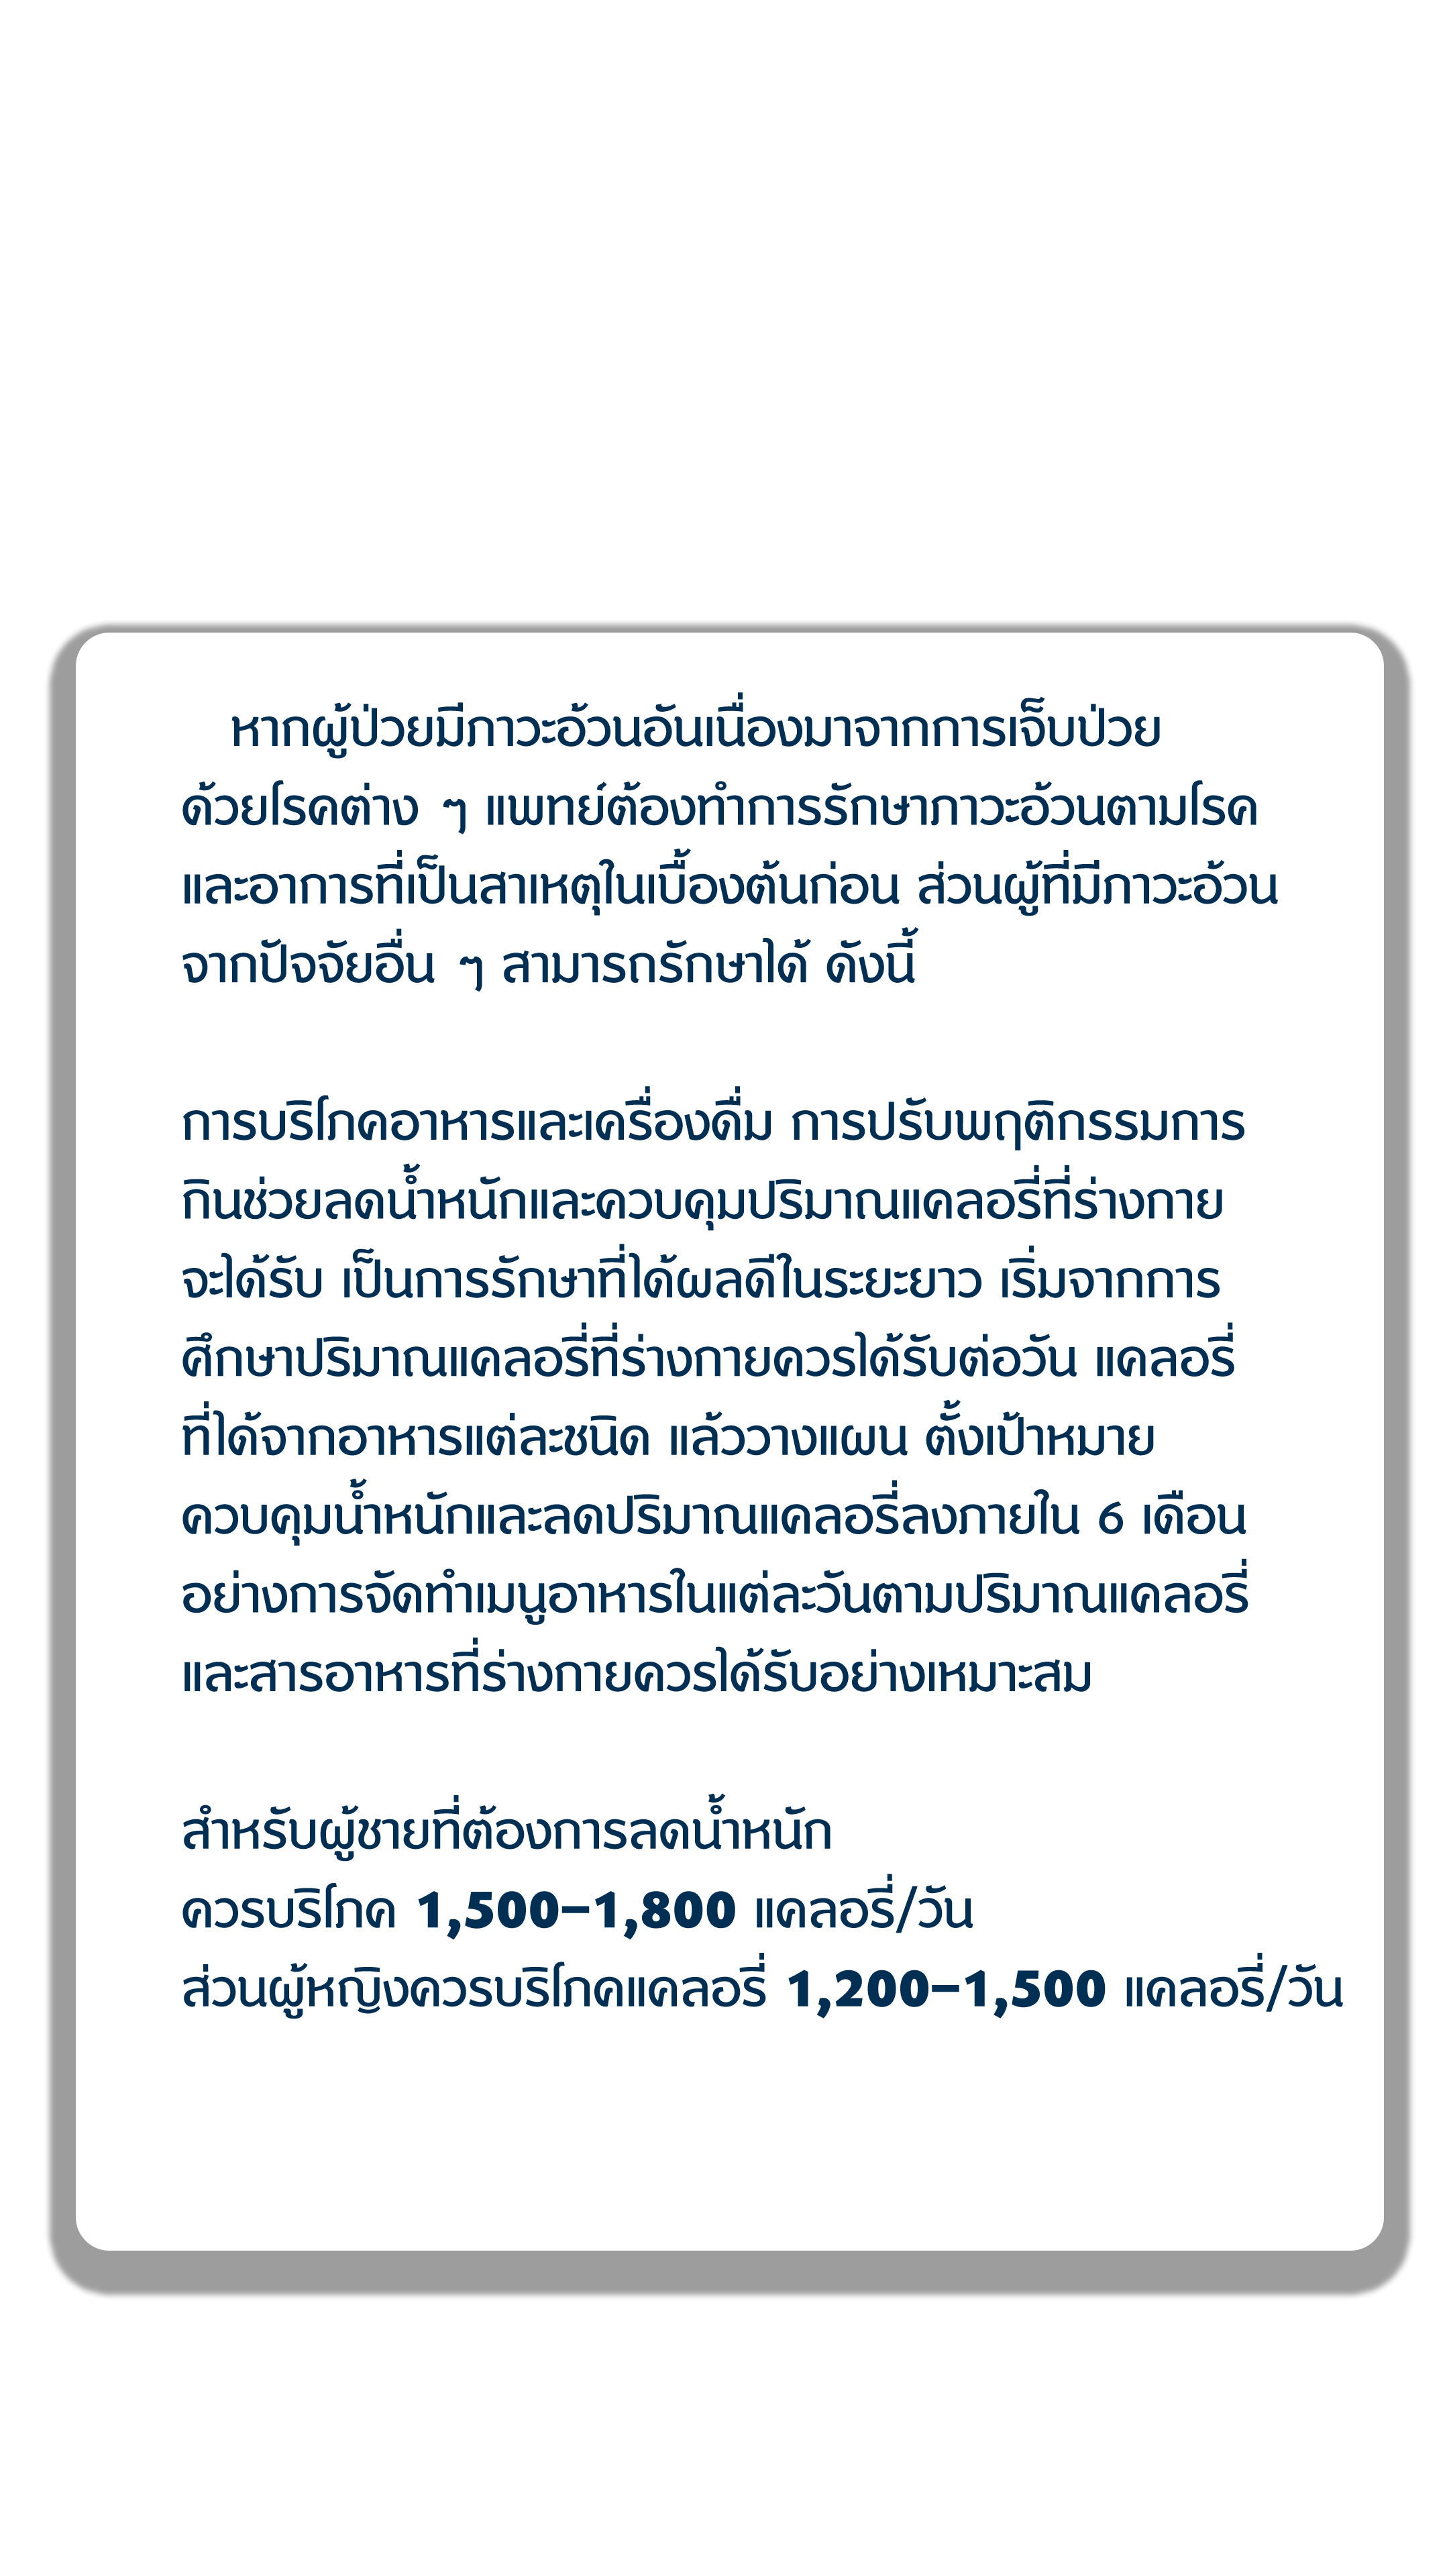 หากผู้ป่วยมีภาวะอ้วนอันเนื่องมาจากการเจ็บป่วย
ด้วยโรคต่าง ๆ แพทย์ต้องทำการรักษาภาวะอ้วนตามโรค
และอาการที่เป็นสาเหตุในเบื้องต้นก่อน ส่วนผู้ที่มีภาวะอ้วน
จากปัจจัยอื่น ๆ สามารถรักษาได้ ดังนี้
การบริโภคอาหารและเครื่องดื่ม การปรับพฤติกรรมการ
กินช่วยลดน้ำหนักและควบคุมปริมาณแคลอรี่ที่ร่างกาย
จะได้รับ เป็นการรักษาที่ได้ผลดีในระยะยาว เริ่มจากการ
ศึกษาปริมาณแคลอรี่ที่ร่างกายควรได้รับต่อวัน แคลอรี่
ที่ได้จากอาหารแต่ละชนิด แล้ววางแผน ตั้งเป้าหมาย
ควบคุมน้ำหนักและลดปริมาณแคลอรี่ลงภายใน 6 เดือน
อย่างการจัดทำเมนูอาหารในแต่ละวันตามปริมาณแคลอรี่
และสารอาหารที่ร่างกายควรได้รับอย่างเหมาะสม
สำหรับผู้ชายที่ต้องการลดน้ำหนัก
ควรบริโภค 1,500–1,800 แคลอรี่/วัน
ส่วนผู้หญิงควรบริโภคแคลอรี่ 1,200–1,500 แคลอรี่/วัน